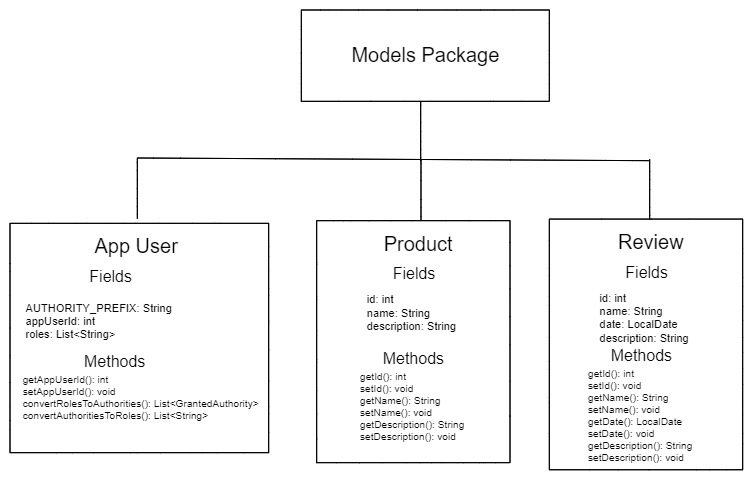 Models Package
App User
Fields
AUTHORITY_PREFIX: String
appUserId: int
roles: List<String>
Methods
getAppUserId(): int
setAppUserId(): void
convertRolesToAuthorities(): List<GrantedAuthority>
convertAuthoritiesToRoles(): List<String>
Product
Fields
id: int
name: String
description: String
Methods
getId(): int
setId(): void
getName(): String
setName(): void
getDescription(): String
setDescription(): void
Review
Fields
id: int
name: String
date: LocalDate
description: String
Methods
getId(): int
setId(): void
getName(): String
setName(): void
getDate(): LocalDate
setDate(): void
getDescription(): String
setDescription(): void